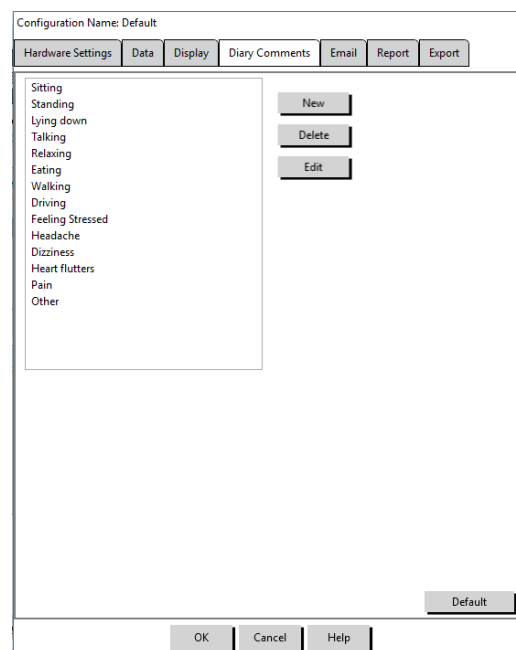 Configuration Name: Default
Hardware Settings Data Display Diary Comments Email Report Export
Sitting
Standing
Lying down
Talking
Relaxing
Eating
Walking
Driving
Feeling Stressed
Headache
Dizziness
Heart flutters
Pain
Other
New
Delete
Edit
Default
OK Cancel Help